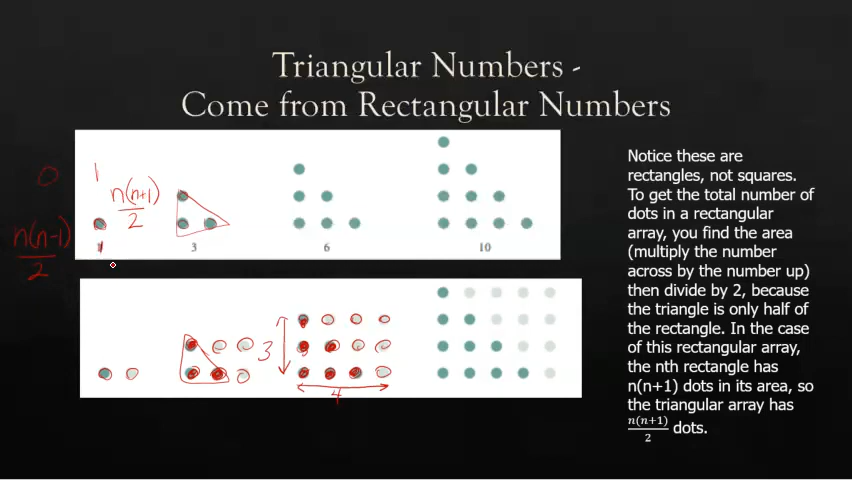 Triangular Numbers -
Come from Rectangular Numbers
0
1
n(n+1)
2
n(n-1)
2
1
3
6
10
3
4
Notice these are
rectangles, not squares.
To get the total number of
dots in a rectangular
array, you find the area
(multiply the number
across by the number up)
then divide by 2, because
the triangle is only half of
the rectangle. In the case
of this rectangular array,
the nth rectangle has
n(n+1) dots in its area, so
the triangular array has
n(n+1)
2
dots.